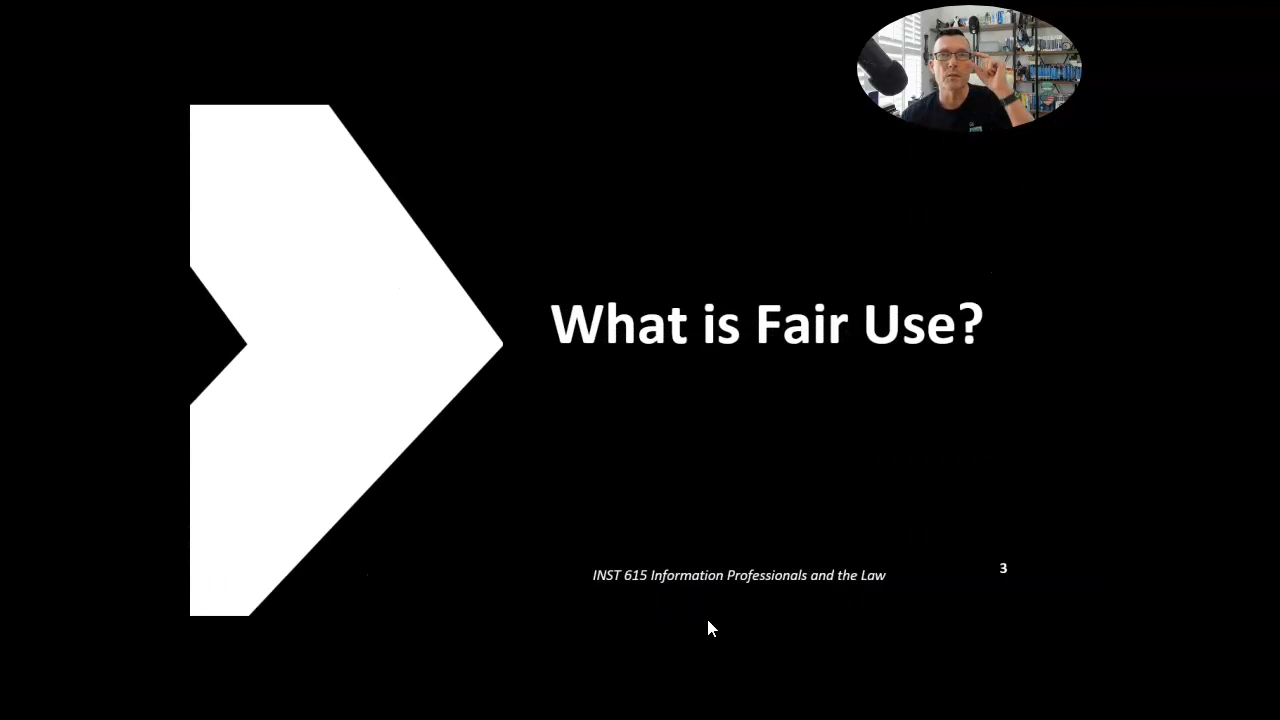 What is Fair Use?
INST 615 Information Professionals and the Law
3